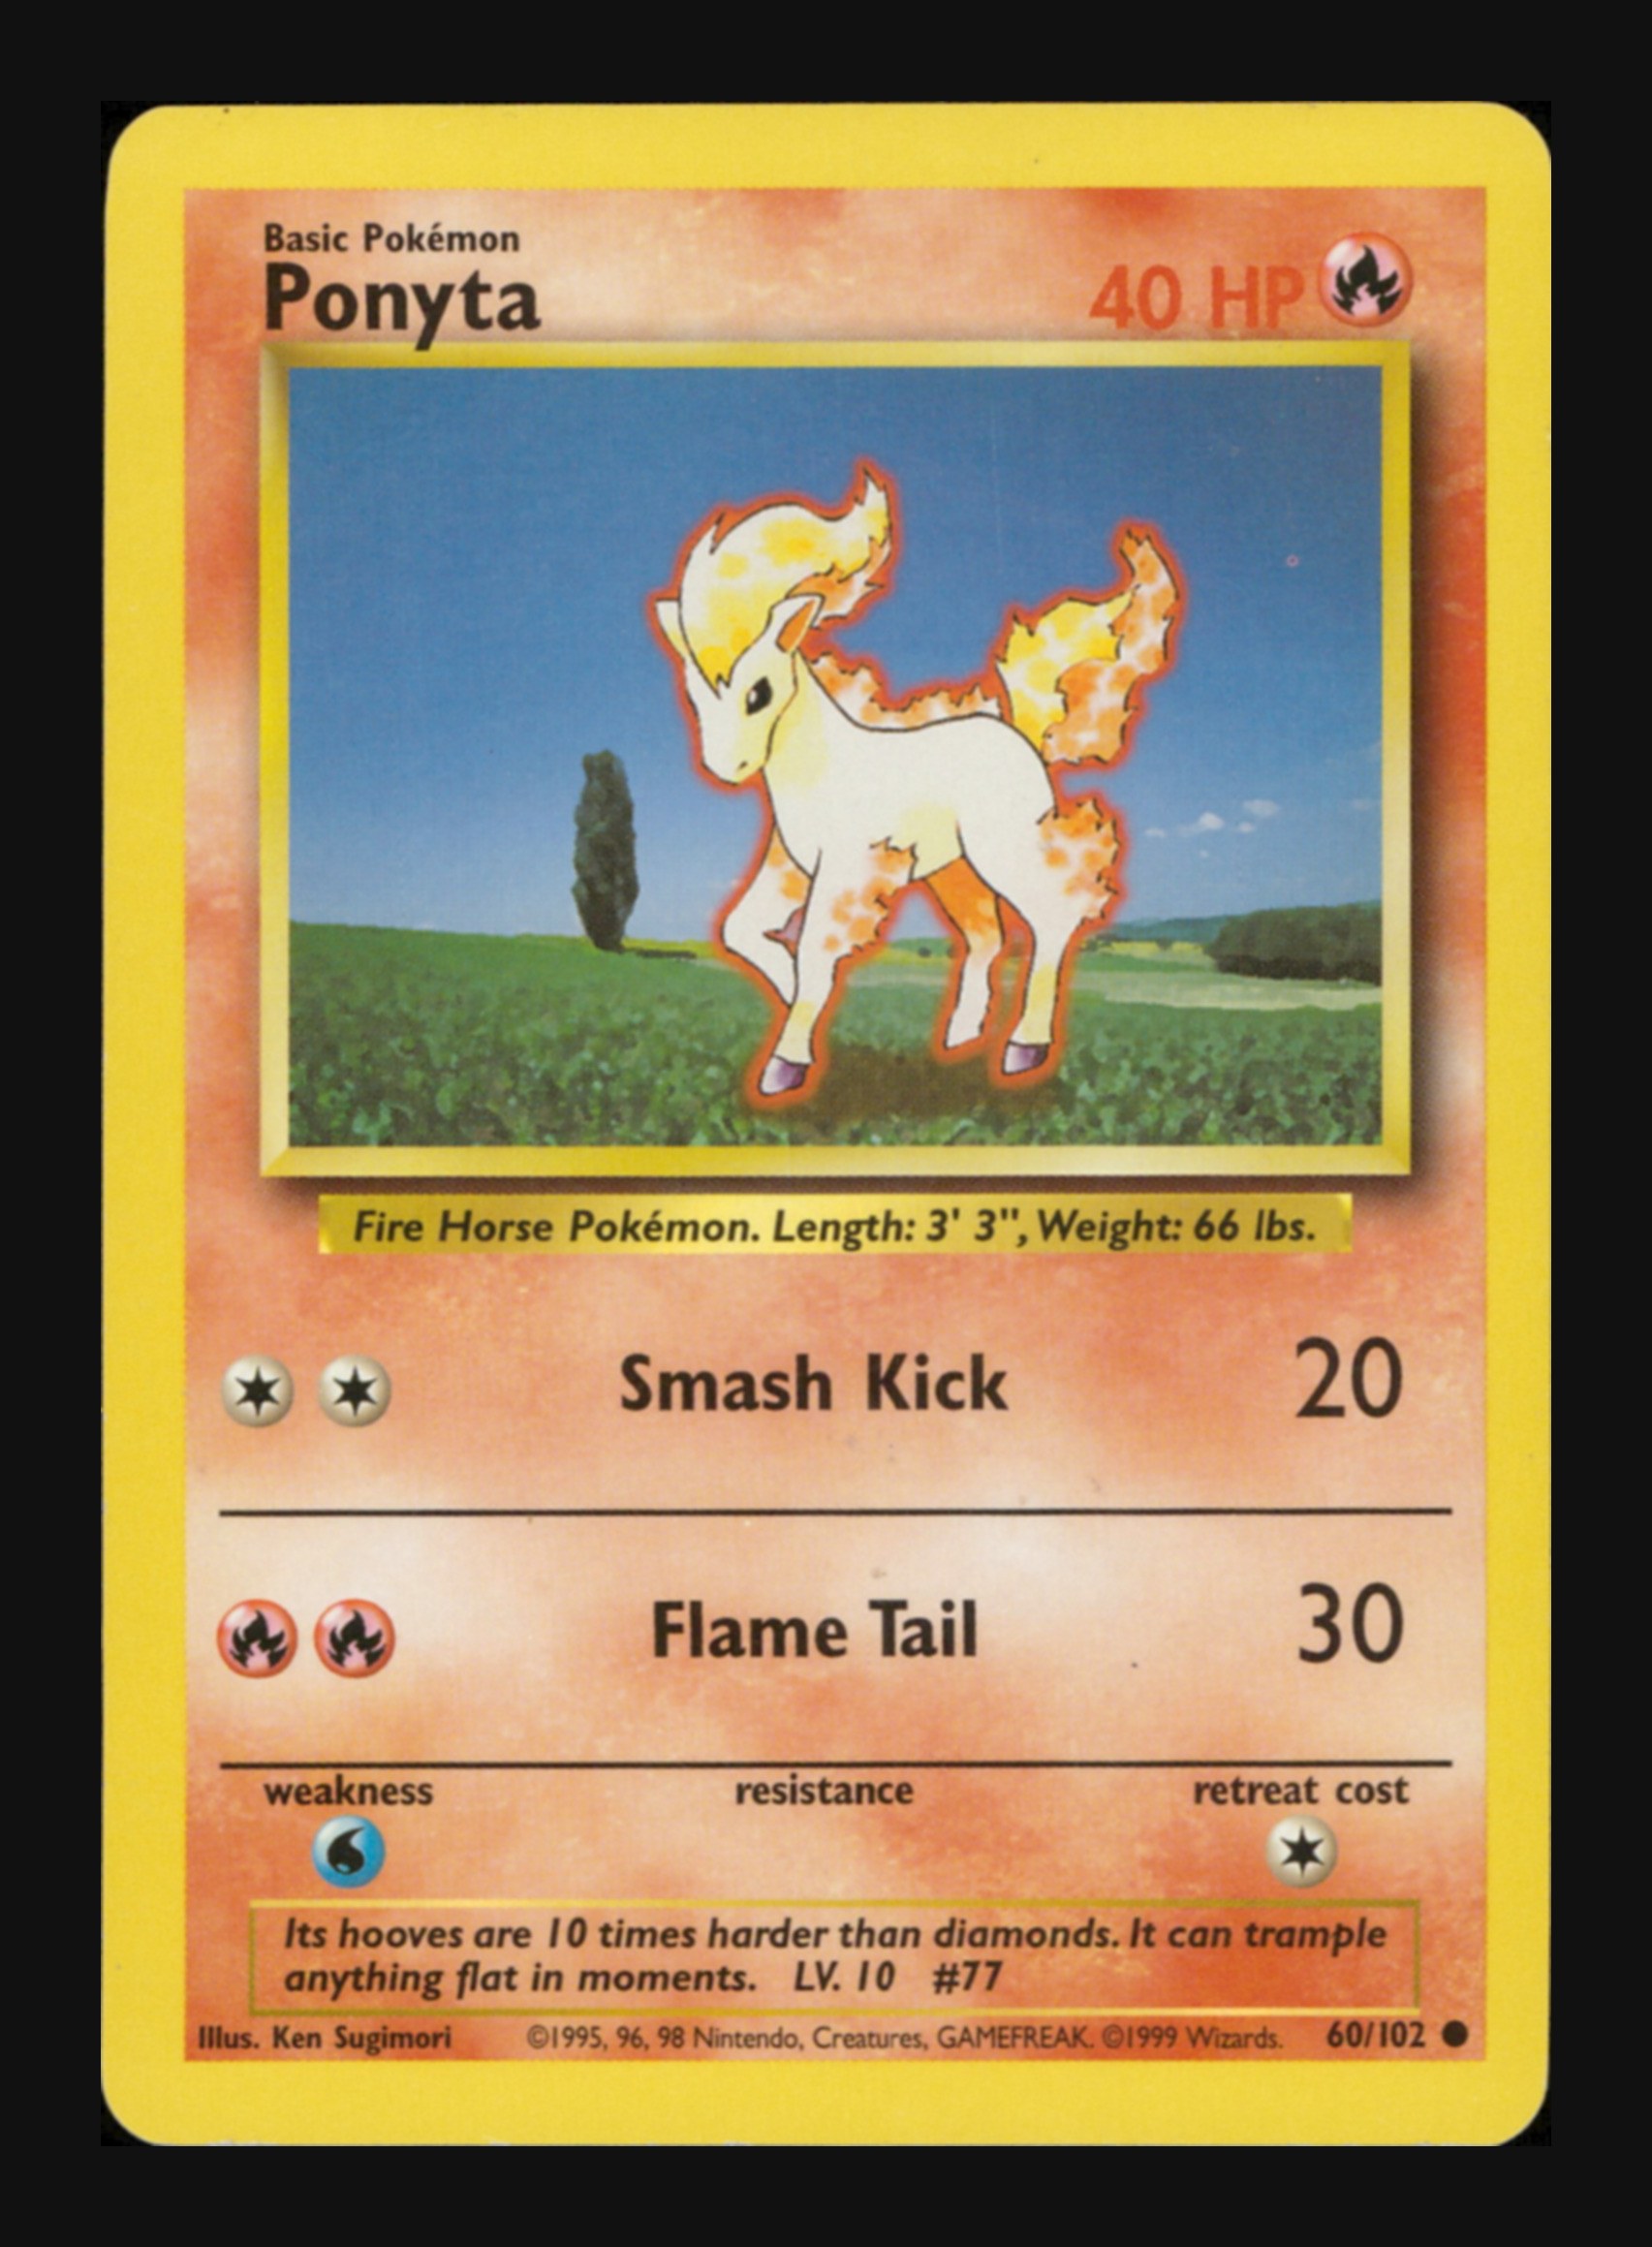 Basic Pokémon
Ponyta
40 HP
Fire Horse Pokémon. Length: 3' 3", Weight: 66 lbs.
Smash Kick 20
Flame Tail 30
weakness resistance retreat cost
Its hooves are 10 times harder than diamonds. It can trample
anything flat in moments. LV. 10 #77
Illus. Ken Sugimori ©1995, 96, 98 Nintendo, Creatures, GAMEFREAK. ©1999 Wizards. 60/102